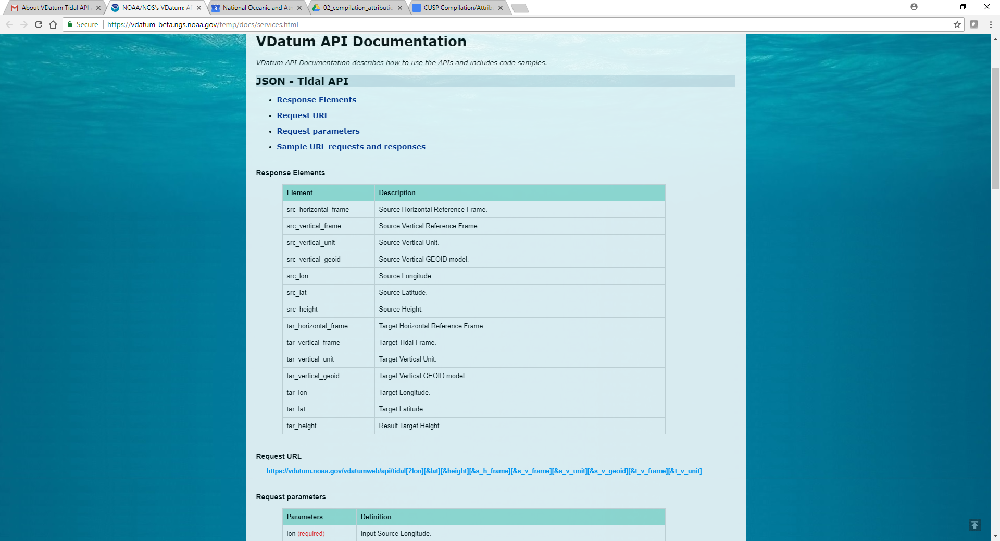 About VDatum Tidal API
NOAA/NOS's VDatum: AP
8
National Oceanic and Atm
02_compilation_attributic
CUSP Compilation/Attrib
Secure
https://vdatum-beta.ngs.noaa.gov/temp/docs/services.html
VDatum API Documentation
VDatum API Documentation describes how to use the APIs and includes code samples.
JSON - Tidal API
• Response Elements
• Request URL
• Request parameters
• Sample URL requests and responses
Response Elements
Element Description
src_horizontal_frame Source Horizontal Reference Frame.
src_vertical_frame Source Vertical Reference Frame.
src_vertical_unit Source Vertical Unit.
src_vertical_geoid Source Vertical GEOID model.
src_lon Source Longitude.
src_lat Source Latitude.
src_height Source Height.
tar_horizontal_frame Target Horizontal Reference Frame.
tar_vertical_frame Target Tidal Frame.
tar_vertical_unit Target Vertical Unit.
tar_vertical_geoid Target Vertical GEOID model.
tar_lon Target Longitude.
tar_lat Target Latitude.
tar_height Result Target Height.
Request URL
https://vdatum.noaa.gov/vdatumweb/api/tidal[?lon][&lat][&height][&s_h_frame][&s_v_frame][&s_v_unit][&s_v_geoid][&t_v_frame][&t_v_unit]
Request parameters
Parameters Definition
lon (required) Input Source Longitude.